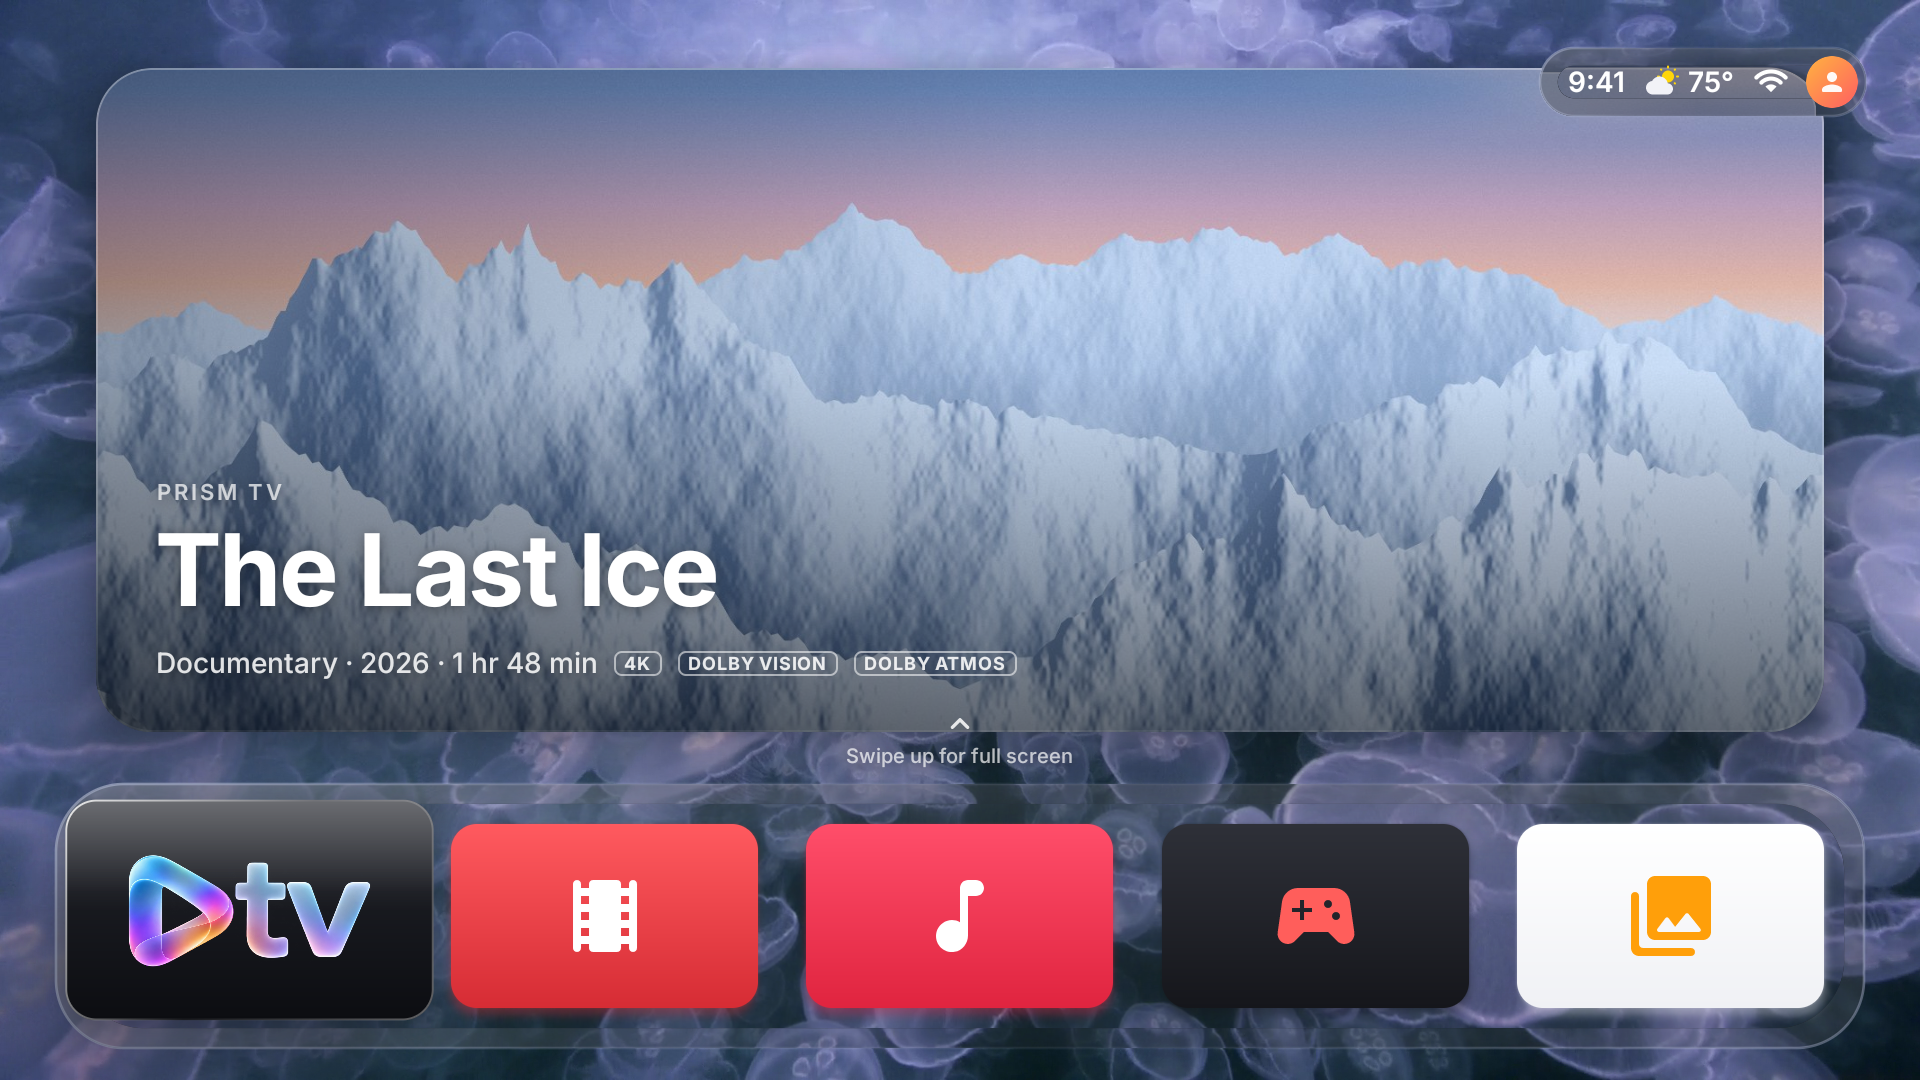 9:41 75°
PRISM TV
The Last Ice
Documentary · 2026 · 1 hr 48 min 4K DOLBY VISION DOLBY ATMOS
Swipe up for full screen
tv